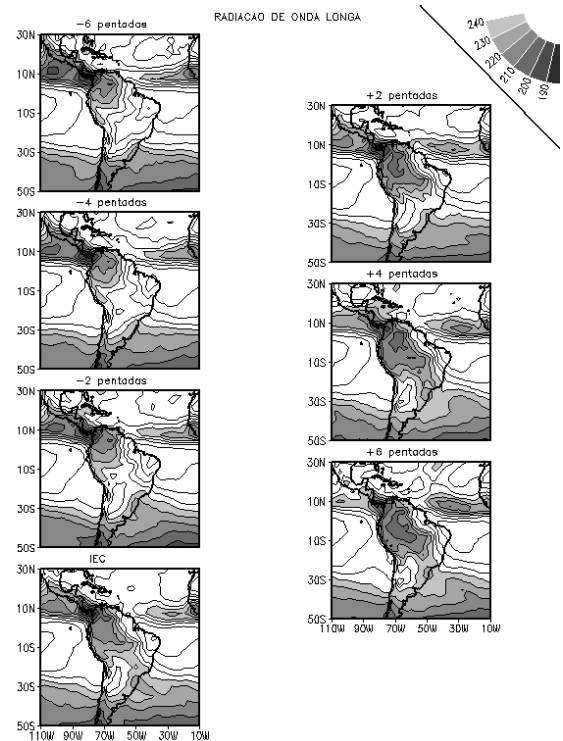 RADIACAO DE ONDA LONGA
240
230
220
210
200
190
−6 pentadas
30N
10N
10S
30S
50S
−4 pentadas
30N
10N
10S
30S
50S
−2 pentadas
30N
10N
10S
30S
50S
IEC
30N
10N
10S
30S
50S
110W 90W 70W 50W 30W 10W
+2 pentadas
30N
10N
10S
30S
50S
+4 pentadas
30N
10N
10S
30S
50S
+6 pentadas
30N
10N
10S
30S
50S
110W 90W 70W 50W 30W 10W